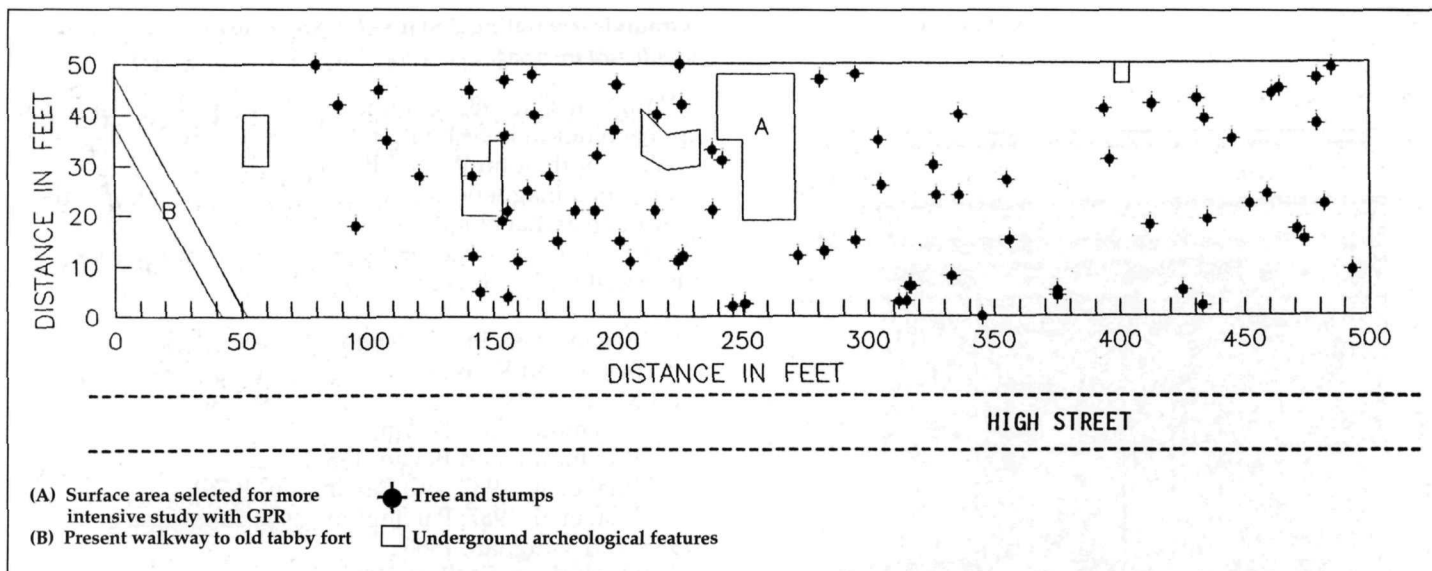 50
40
30
20
10
0
DISTANCE IN FEET
A
B
0 50 100 150 200 250 300 350 400 450 500
DISTANCE IN FEET
HIGH STREET
(A) Surface area selected for more
intensive study with GPR
(B) Present walkway to old tabby fort
Tree and stumps
Underground archeological features